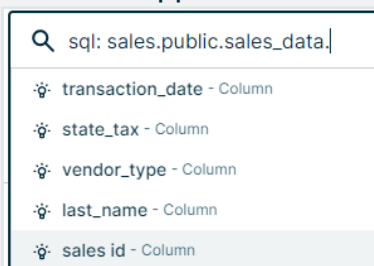 sql: sales.public.sales_data.
transaction_date - Column
state_tax - Column
vendor_type - Column
last_name - Column
sales id - Column